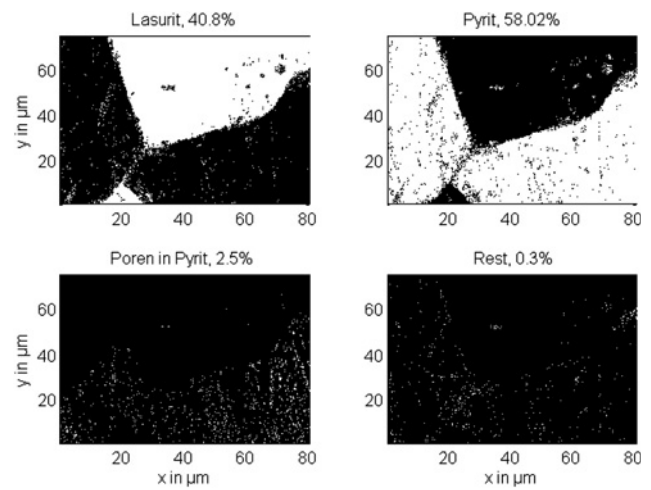 Lasurit, 40.8%
60
40
20
y in µm
20 40 60 80
Pyrit, 58.02%
60
40
20
20 40 60 80
Poren in Pyrit, 2.5%
60
40
20
y in µm
20 40 60 80
x in µm
Rest, 0.3%
60
40
20
20 40 60 80
x in µm